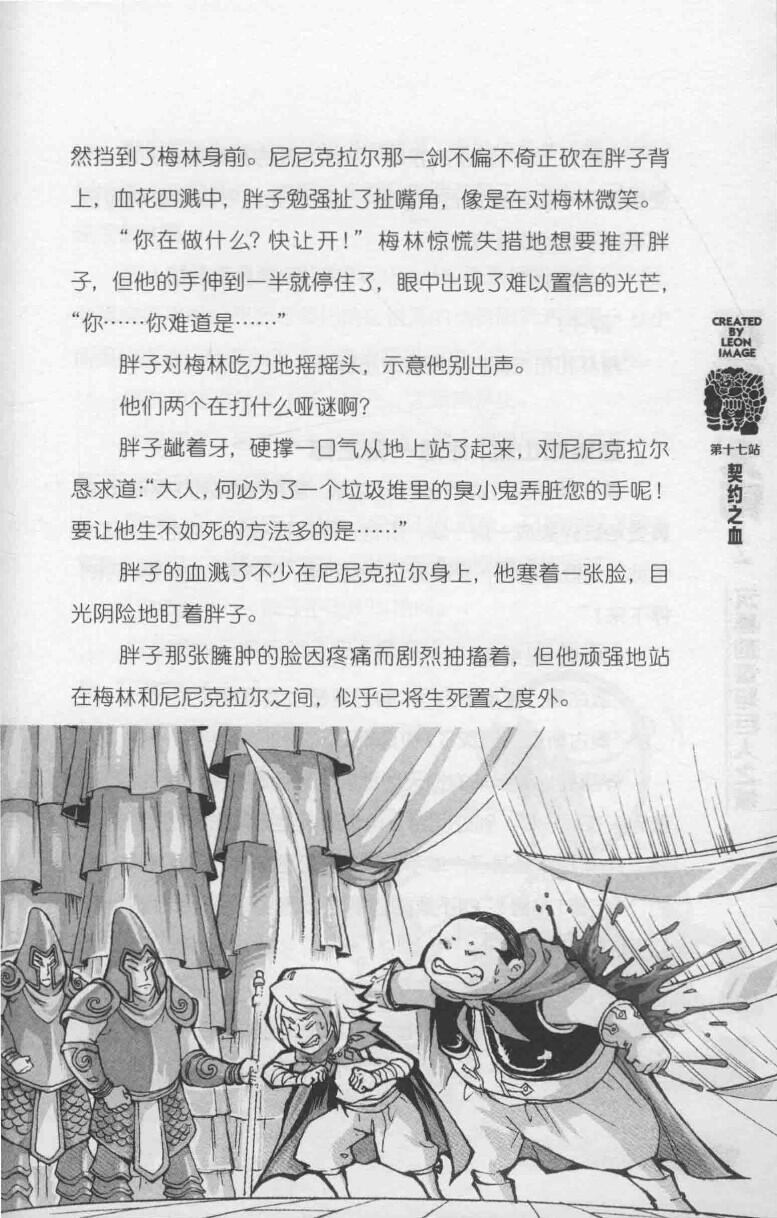 然挡到了梅林身前。尼尼克拉尔那一剑不偏不倚正砍在胖子背
上，血花四溅中，胖子勉强扯了扯嘴角，像是在对梅林微笑。
“你在做什么？快让开！”梅林惊慌失措地想要推开胖
子，但他的手伸到一半就停住了，眼中出现了难以置信的光芒，
“你……你难道是……”
胖子对梅林吃力地摇摇头，示意他别出声。
他们两个在打什么哑谜啊？
胖子龇着牙，硬撑一口气从地上站了起来，对尼尼克拉尔
恳求道：“大人，何必为了一个垃圾堆里的臭小鬼弄脏您的手呢！
要让他生不如死的方法多的是……”
胖子的血溅了不少在尼尼克拉尔身上，他寒着一张脸，目
光阴险地盯着胖子。
胖子那张臃肿的脸因疼痛而剧烈抽搐着，但他顽强地站
在梅林和尼尼克拉尔之间，似乎已将生死置之度外。
CREATED
BY
LEON
IMAGE
第十七站
契约之血